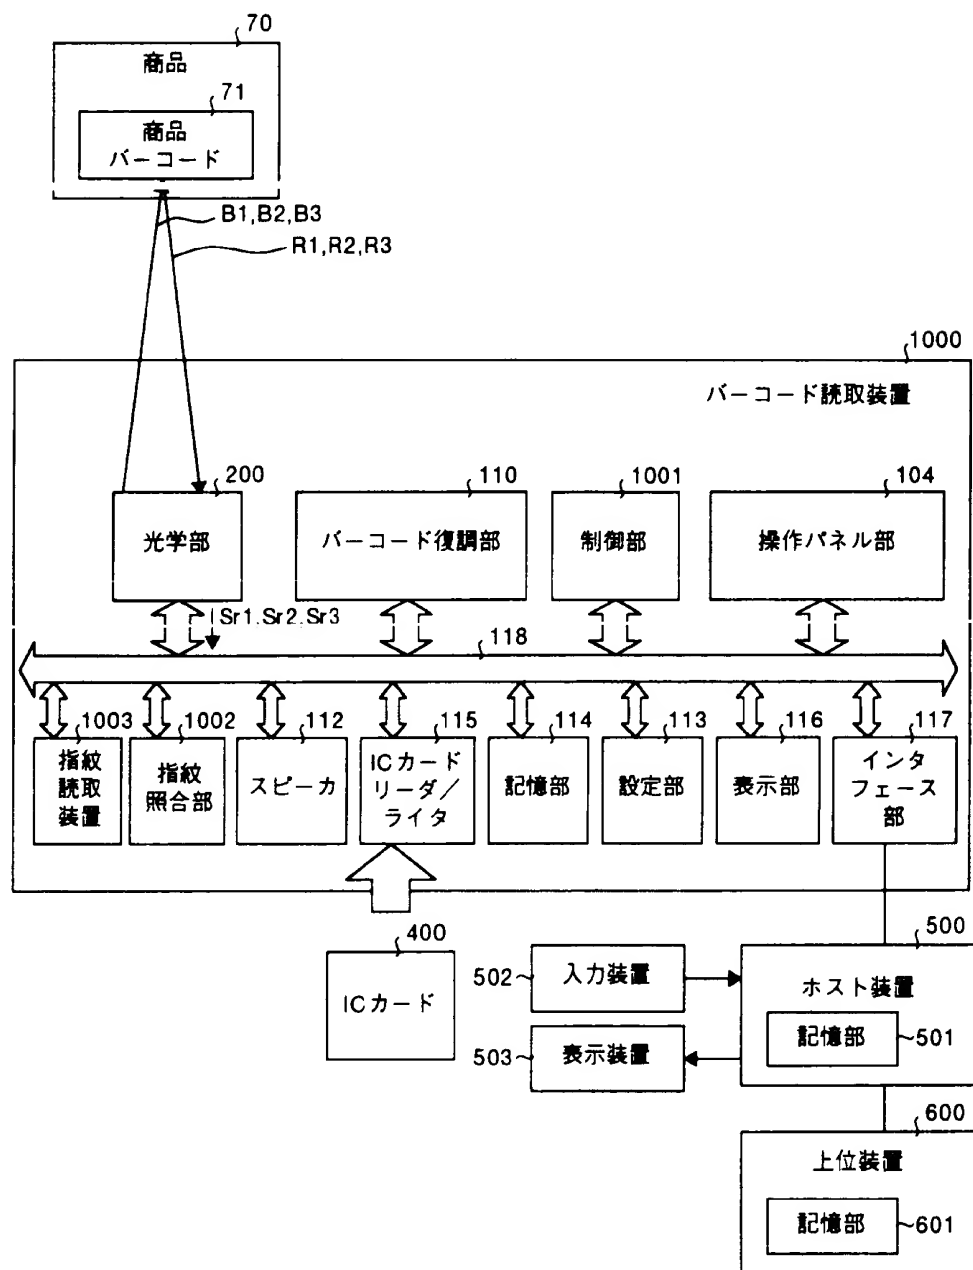 70
商品
71
商品
バーコード
B1,B2,B3
R1,R2,R3
1000
バーコード読取装置
200
光学部
110
バーコード復調部
1001
制御部
104
操作パネル部
Sr1.Sr2.Sr3
118
1003
指紋
読取
装置
1002
指紋
照合部
112
スピーカ
115
ICカード
リーダ/
ライタ
114
記憶部
113
設定部
116
表示部
117
インタ
フェース
部
400
ICカード
502
入力装置
503
表示装置
500
ホスト装置
記憶部
501
600
上位装置
記憶部
601